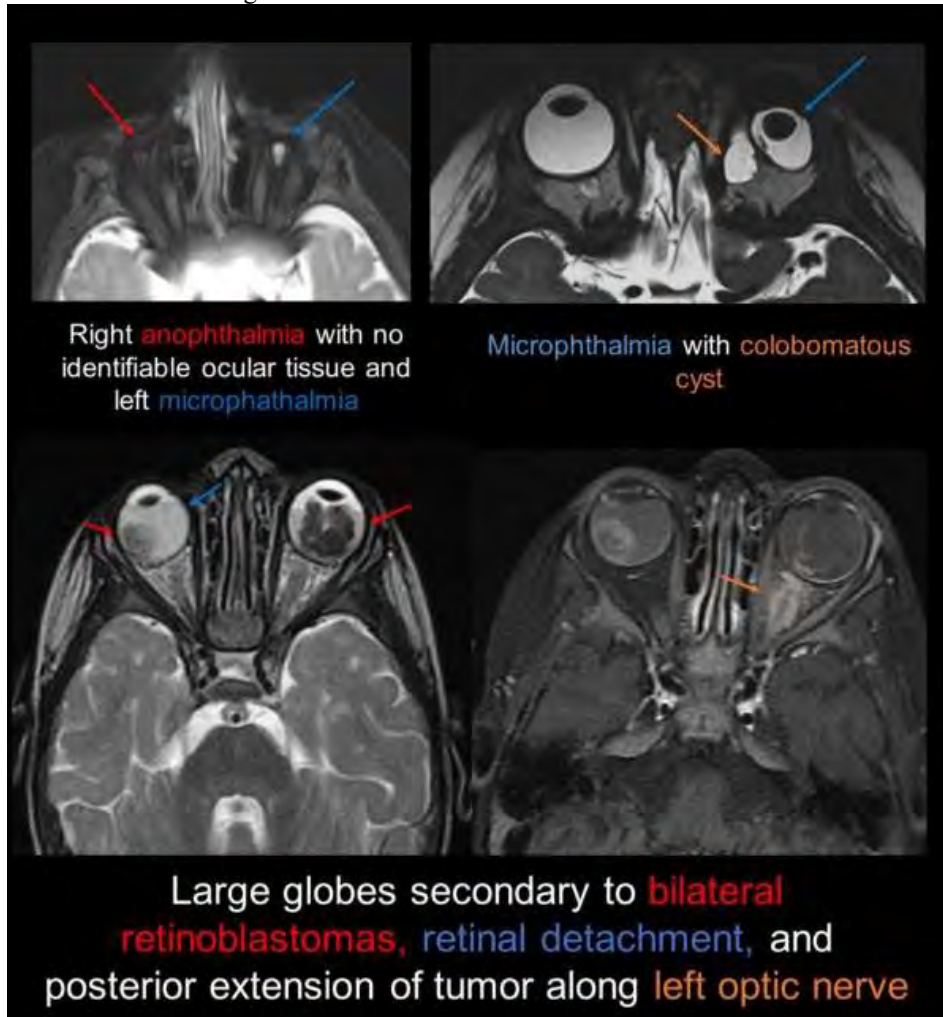 Right anophthalmia with no
identifiable ocular tissue and
left microphathalmia
Microphthalmia with colobomatous
cyst
Large globes secondary to bilateral
retinoblastomas, retinal detachment, and
posterior extension of tumor along left optic nerve